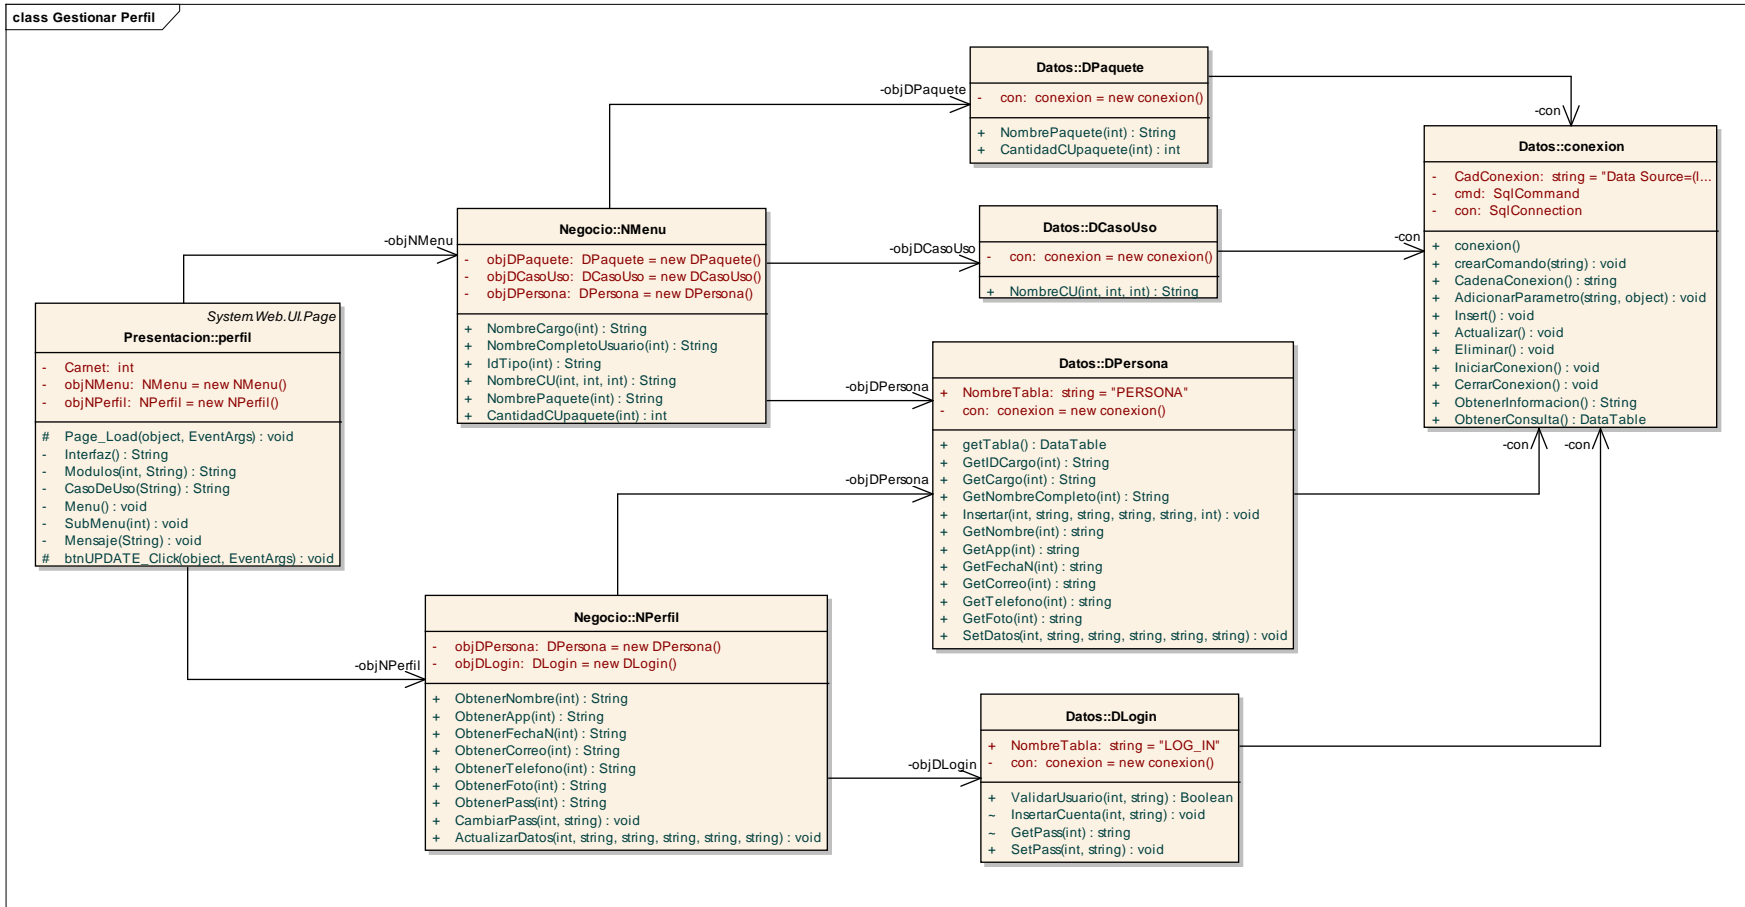 class Gestionar Perfil
System.Web.UI.Page
Presentacion::perfil
- Carnet: int
- objNMenu: NMenu = new NMenu()
- objNPerfil: NPerfil = new NPerfil()
# Page_Load(object, EventArgs) : void
- Interfaz() : String
- Modulos(int, String) : String
- CasoDeUso(String) : String
- Menu() : void
- SubMenu(int) : void
- Mensaje(String) : void
# btnUPDATE_Click(object, EventArgs) : void
-objNMenu
-objNPerfil
Negocio::NMenu
- objDPaquete: DPaquete = new DPaquete()
- objDCasoUso: DCasoUso = new DCasoUso()
- objDPersona: DPersona = new DPersona()
+ NombreCargo(int) : String
+ NombreCompletoUsuario(int) : String
+ IdTipo(int) : String
+ NombreCU(int, int, int) : String
+ NombrePaquete(int) : String
+ CantidadCUpaquete(int) : int
Negocio::NPerfil
- objDPersona: DPersona = new DPersona()
- objDLogin: DLogin = new DLogin()
+ ObtenerNombre(int) : String
+ ObtenerApp(int) : String
+ ObtenerFechaN(int) : String
+ ObtenerCorreo(int) : String
+ ObtenerTelefono(int) : String
+ ObtenerFoto(int) : String
+ ObtenerPass(int) : String
+ CambiarPass(int, string) : void
+ ActualizarDatos(int, string, string, string, string, string) : void
-objDPaquete
-objDCasoUso
-objDPersona
-objDPersona
-objDLogin
Datos::DPaquete
- con: conexion = new conexion()
+ NombrePaquete(int) : String
+ CantidadCUpaquete(int) : int
Datos::DCasoUso
- con: conexion = new conexion()
+ NombreCU(int, int, int) : String
Datos::DPersona
+ NombreTabla: string = "PERSONA"
- con: conexion = new conexion()
+ getTabla() : DataTable
+ GetIDCargo(int) : String
+ GetCargo(int) : String
+ GetNombreCompleto(int) : String
+ Insertar(int, string, string, string, string, int) : void
+ GetNombre(int) : string
+ GetApp(int) : string
+ GetFechaN(int) : string
+ GetCorreo(int) : string
+ GetTelefono(int) : string
+ GetFoto(int) : string
+ SetDatos(int, string, string, string, string, string) : void
Datos::DLogin
+ NombreTabla: string = "LOG_IN"
- con: conexion = new conexion()
+ ValidarUsuario(int, string) : Boolean
~ InsertarCuenta(int, string) : void
~ GetPass(int) : string
+ SetPass(int, string) : void
-con
-con
-con
-con
Datos::conexion
- CadConexion: string = "Data Source=(l...
- cmd: SqlCommand
- con: SqlConnection
+ conexion()
+ crearComando(string) : void
+ CadenaConexion() : string
+ AdicionarParametro(string, object) : void
+ Insert() : void
+ Actualizar() : void
+ Eliminar() : void
+ IniciarConexion() : void
+ CerrarConexion() : void
+ ObtenerInformacion() : String
+ ObtenerConsulta() : DataTable